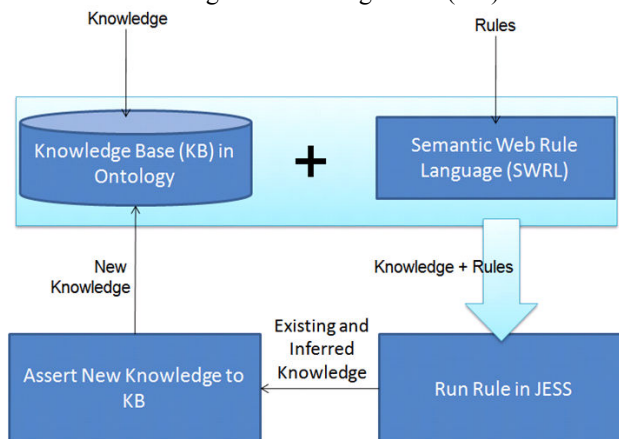 Knowledge
Rules
Knowledge Base (KB) in
Ontology
+
Semantic Web Rule
Language (SWRL)
New
Knowledge
Knowledge + Rules
Existing and
Inferred
Knowledge
Assert New Knowledge to
KB
Run Rule in JESS